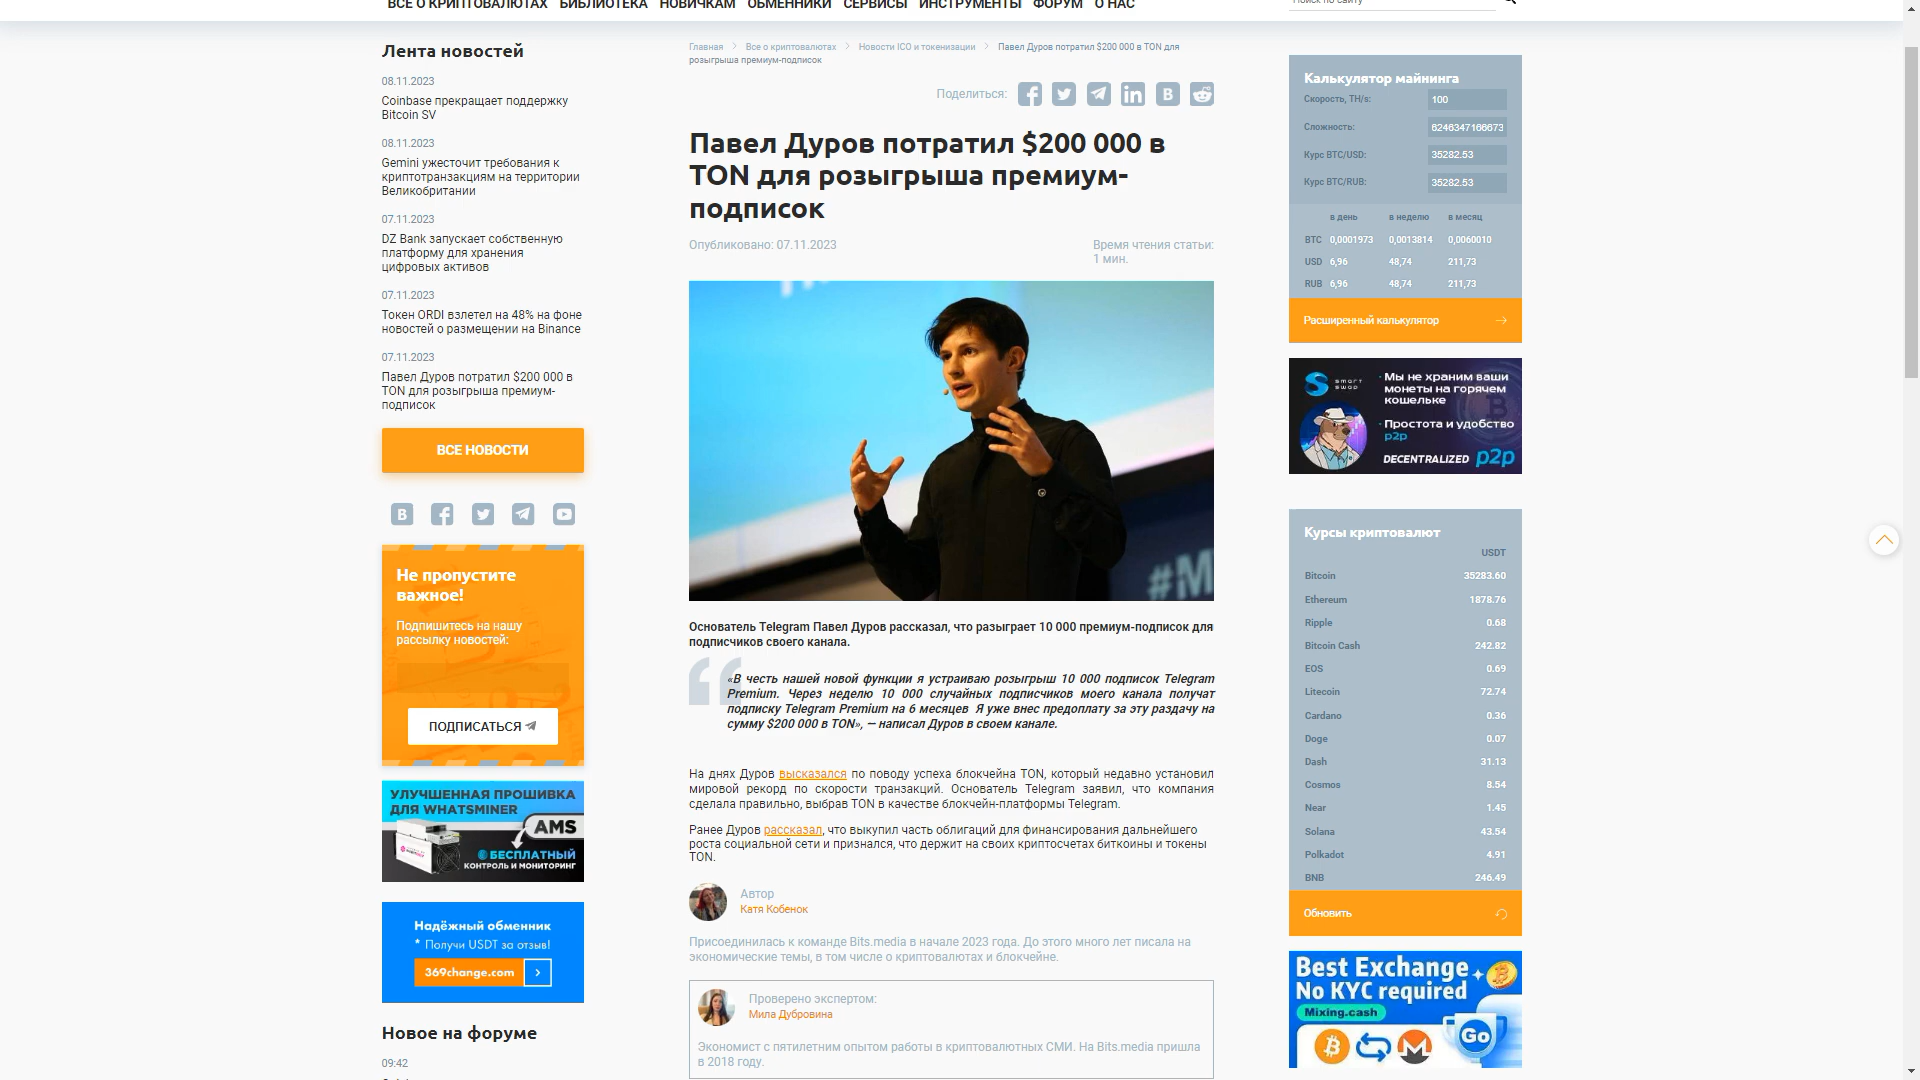 ВСЕ О КРИПТОВАЛЮТАХ БИБЛИОТЕКА НОВИЧКАМ ОБМЕННИКИ СЕРВИСЫ ИНСТРУМЕНТЫ ФОРУМ О НАС
Поиск по сайту
Лента новостей
08.11.2023
Coinbase прекращает поддержку
Bitcoin SV
08.11.2023
Gemini ужесточит требования к
криптотранзакциям на территории
Великобритании
07.11.2023
DZ Bank запускает собственную
платформу для хранения
цифровых активов
07.11.2023
Токен ORDI взлетел на 48% на фоне
новостей о размещении на Binance
07.11.2023
Павел Дуров потратил $200 000 в
TON для розыгрыша премиум-
подписок
ВСЕ НОВОСТИ
Не пропустите
важное!
Подпишитесь на нашу
рассылку новостей:
ПОДПИСАТЬСЯ
УЛУЧШЕННАЯ ПРОШИВКА
ДЛЯ WHATSMINER
AMS
БЕСПЛАТНЫЙ
КОНТРОЛЬ И МОНИТОРИНГ
Надёжный обменник
* Получи USDT за отзыв!
369change.com
Новое на форуме
09:42
Главная
Все о криптовалютах
Новости ICO и токенизации
Павел Дуров потратил $200 000 в TON для
розыгрыша премиум-подписок
Поделиться:
Павел Дуров потратил $200 000 в
TON для розыгрыша премиум-
подписок
Опубликовано: 07.11.2023
Время чтения статьи:
1 мин.
#M
Основатель Telegram Павел Дуров рассказал, что разыграет 10 000 премиум-подписок для
подписчиков своего канала.
«В честь нашей новой функции я устраиваю розыгрыш 10 000 подписок Telegram
Premium. Через неделю 10 000 случайных подписчиков моего канала получат
подписку Telegram Premium на 6 месяцев Я уже внес предоплату за эту раздачу на
сумму $200 000 в TON», — написал Дуров в своем канале.
На днях Дуров высказался по поводу успеха блокчейна TON, который недавно установил
мировой рекорд по скорости транзакций. Основатель Telegram заявил, что компания
сделала правильно, выбрав TON в качестве блокчейн-платформы Telegram.
Ранее Дуров рассказал, что выкупил часть облигаций для финансирования дальнейшего
роста социальной сети и признался, что держит на своих криптосчетах биткоины и токены
TON.
Автор
Катя Кобенок
Присоединилась к команде Bits.media в начале 2023 года. До этого много лет писала на
экономические темы, в том числе о криптовалютах и блокчейне.
Проверено экспертом:
Мила Дубровина
Экономист с пятилетним опытом работы в криптовалютных СМИ. На Bits.media пришла
в 2018 году.
Калькулятор майнинга
Скорость, TH/s: 100
Сложность: 6246347166673
Курс BTC/USD: 35282.53
Курс BTC/RUB: 35282.53
в день в неделю в месяц
BTC 0,0001973 0,0013814 0,0060010
USD 6,96 48,74 211,73
RUB 6,96 48,74 211,73
Расширенный калькулятор
smart
swap
· Мы не храним ваши
монеты на горячем
кошельке
· Простота и удобство
p2p
DECENTRALIZED p2p
Курсы криптовалют
USDT
Bitcoin 35283.60
Ethereum 1878.76
Ripple 0.68
Bitcoin Cash 242.82
EOS 0.69
Litecoin 72.74
Cardano 0.36
Doge 0.07
Dash 31.13
Cosmos 8.54
Near 1.45
Solana 43.54
Polkadot 4.91
BNB 246.49
Обновить
Best Exchange
No KYC required
Mixing.cash
Go